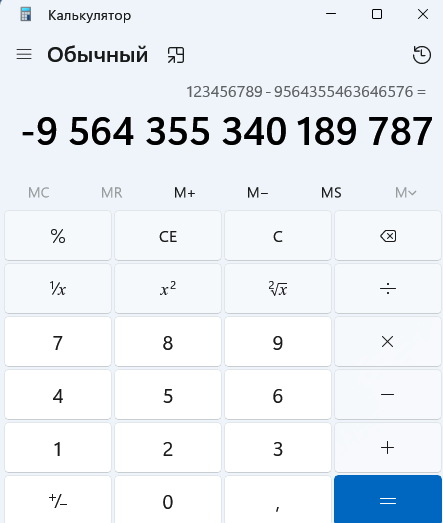 Калькулятор
Обычный
123456789 - 9564355463646576 =
-9 564 355 340 189 787
MC MR M+ M− MS M
% CE C
¹/x x² ²√x ÷
7 8 9 ×
4 5 6 −
1 2 3 +
+/− 0 , =